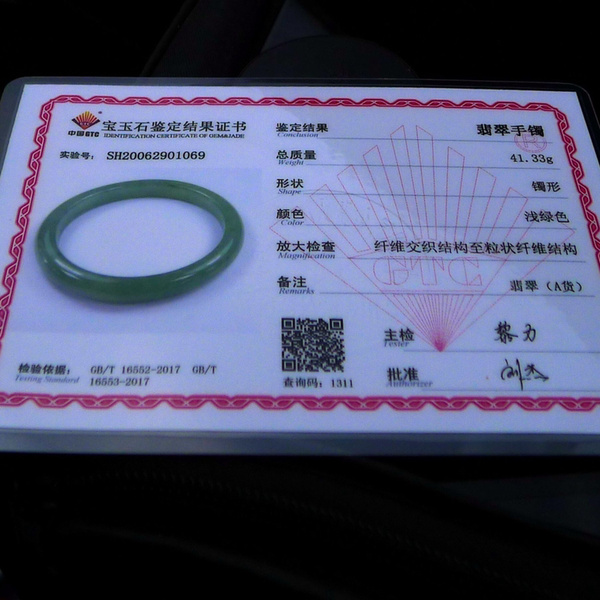 中国GTC 宝玉石鉴定结果证书
IDENTIFICATION CERTIFICATE OF GEM&JADE
实验号： SH20062901069
检验依据： GB/T 16552-2017 GB/T
Testing Standard 16553-2017
鉴定结果 翡翠手镯
Conclusion
总质量 41.33g
Weight
形状 镯形
Shape
颜色 浅绿色
Color
放大检查 纤维交织结构至粒状纤维结构
Magnification
GTC
备注 翡翠（A货）
Remarks
查询码：1311
主检 黎力
Tester
批准
Authorizer